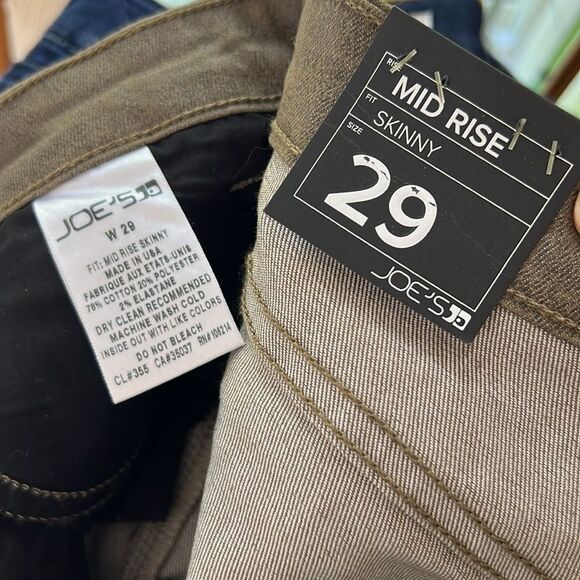 JOE'S
W 29
FIT: MID RISE SKINNY
MADE IN USA
FABRIQUE AUX ETATS-UNIS
78% COTTON 20% POLYESTER
2% ELASTANE
DRY CLEAN RECOMMENDED
MACHINE WASH COLD
INSIDE OUT WITH LIKE COLORS
DO NOT BLEACH
CL#355 CA#35037 RN#106214
RISE
MID RISE
FIT
SKINNY
SIZE
29
JOE'S